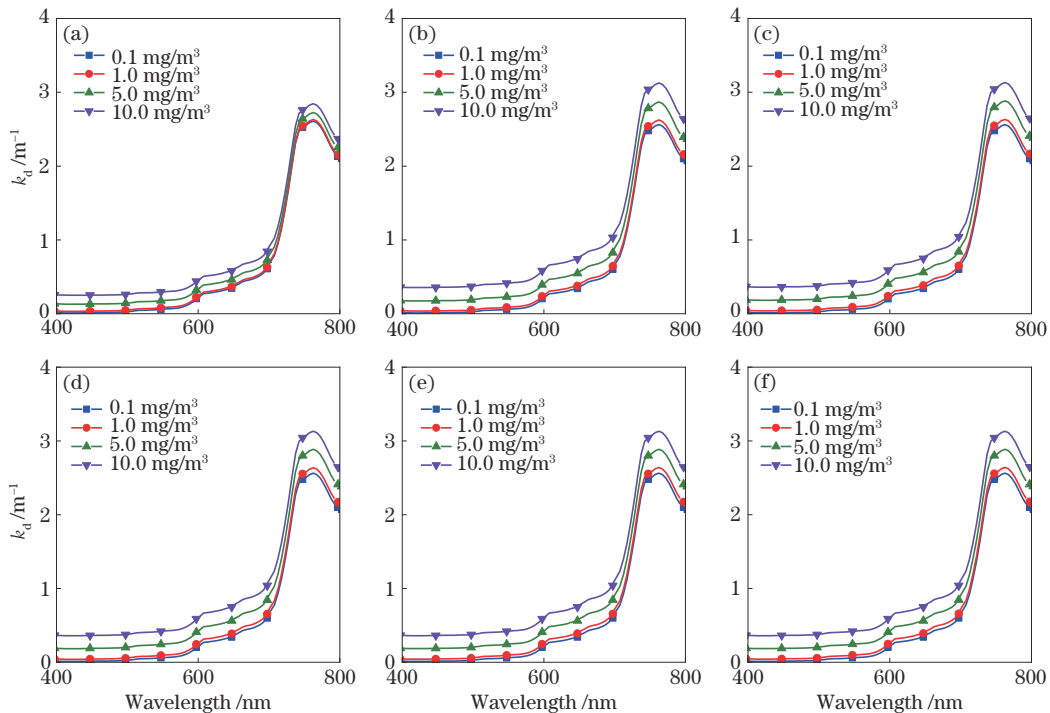 (a)
0.1 mg/m³
1.0 mg/m³
5.0 mg/m³
10.0 mg/m³
(b)
0.1 mg/m³
1.0 mg/m³
5.0 mg/m³
10.0 mg/m³
(c)
0.1 mg/m³
1.0 mg/m³
5.0 mg/m³
10.0 mg/m³
4
3
2
1
0
k_d /m⁻¹
400
600
800
4
3
2
1
0
400
600
800
4
3
2
1
0
400
600
800
(d)
0.1 mg/m³
1.0 mg/m³
5.0 mg/m³
10.0 mg/m³
(e)
0.1 mg/m³
1.0 mg/m³
5.0 mg/m³
10.0 mg/m³
(f)
0.1 mg/m³
1.0 mg/m³
5.0 mg/m³
10.0 mg/m³
4
3
2
1
0
k_d /m⁻¹
400
600
800
Wavelength /nm
4
3
2
1
0
400
600
800
Wavelength /nm
4
3
2
1
0
400
600
800
Wavelength /nm